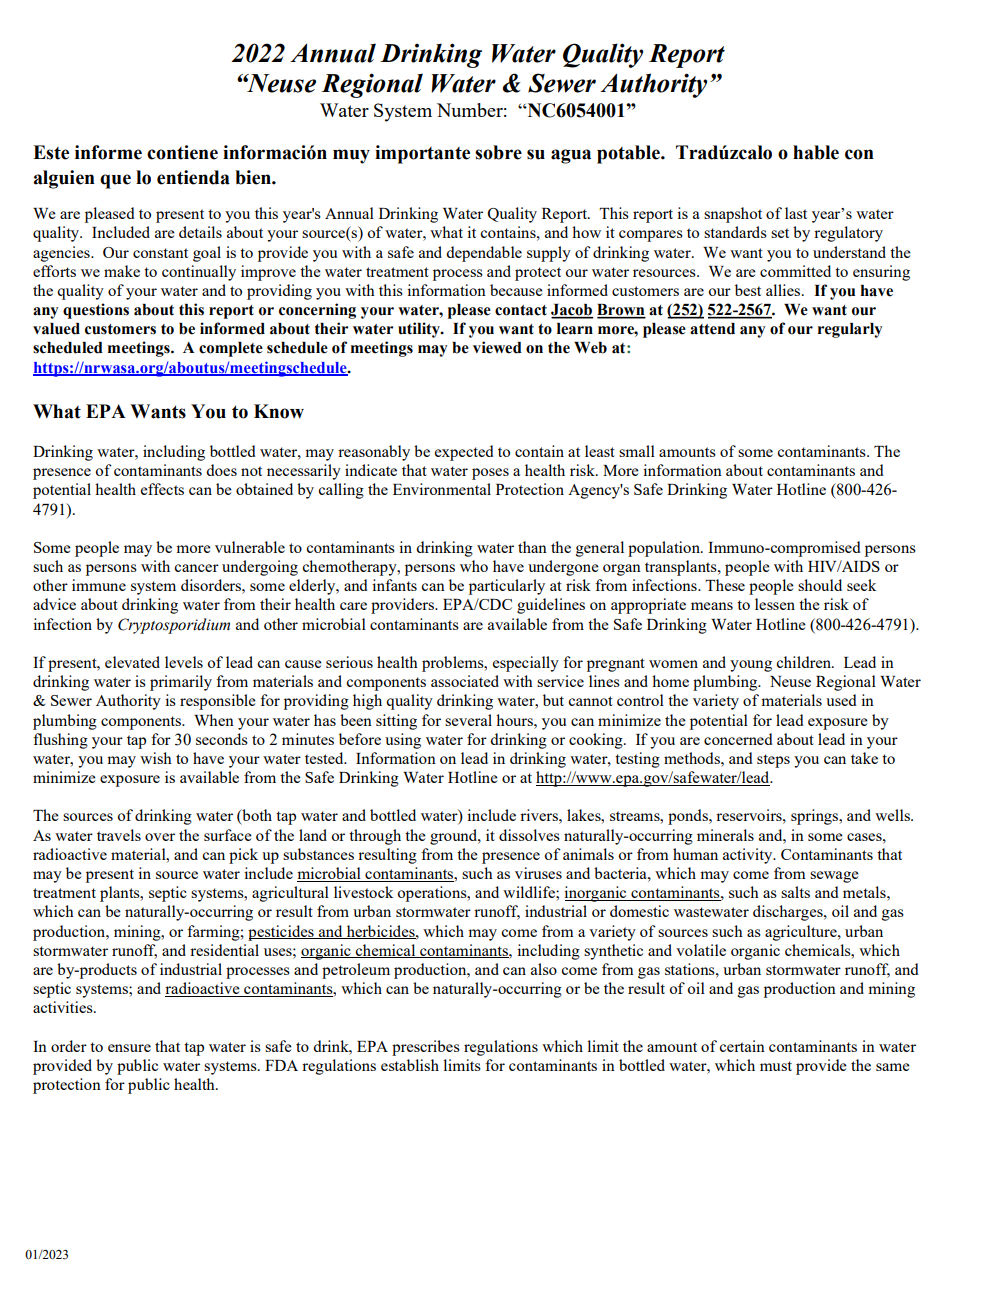 2022 Annual Drinking Water Quality Report
“Neuse Regional Water & Sewer Authority”
Water System Number: “NC6054001”
Este informe contiene información muy importante sobre su agua potable. Tradúzcalo o hable con
alguien que lo entienda bien.
We are pleased to present to you this year's Annual Drinking Water Quality Report. This report is a snapshot of last year’s water
quality. Included are details about your source(s) of water, what it contains, and how it compares to standards set by regulatory
agencies. Our constant goal is to provide you with a safe and dependable supply of drinking water. We want you to understand the
efforts we make to continually improve the water treatment process and protect our water resources. We are committed to ensuring
the quality of your water and to providing you with this information because informed customers are our best allies. If you have
any questions about this report or concerning your water, please contact Jacob Brown at (252) 522-2567. We want our
valued customers to be informed about their water utility. If you want to learn more, please attend any of our regularly
scheduled meetings. A complete schedule of meetings may be viewed on the Web at:
https://nrwasa.org/aboutus/meetingschedule.
What EPA Wants You to Know
Drinking water, including bottled water, may reasonably be expected to contain at least small amounts of some contaminants. The
presence of contaminants does not necessarily indicate that water poses a health risk. More information about contaminants and
potential health effects can be obtained by calling the Environmental Protection Agency's Safe Drinking Water Hotline (800-426-
4791).
Some people may be more vulnerable to contaminants in drinking water than the general population. Immuno-compromised persons
such as persons with cancer undergoing chemotherapy, persons who have undergone organ transplants, people with HIV/AIDS or
other immune system disorders, some elderly, and infants can be particularly at risk from infections. These people should seek
advice about drinking water from their health care providers. EPA/CDC guidelines on appropriate means to lessen the risk of
infection by Cryptosporidium and other microbial contaminants are available from the Safe Drinking Water Hotline (800-426-4791).
If present, elevated levels of lead can cause serious health problems, especially for pregnant women and young children. Lead in
drinking water is primarily from materials and components associated with service lines and home plumbing. Neuse Regional Water
& Sewer Authority is responsible for providing high quality drinking water, but cannot control the variety of materials used in
plumbing components. When your water has been sitting for several hours, you can minimize the potential for lead exposure by
flushing your tap for 30 seconds to 2 minutes before using water for drinking or cooking. If you are concerned about lead in your
water, you may wish to have your water tested. Information on lead in drinking water, testing methods, and steps you can take to
minimize exposure is available from the Safe Drinking Water Hotline or at http://www.epa.gov/safewater/lead.
The sources of drinking water (both tap water and bottled water) include rivers, lakes, streams, ponds, reservoirs, springs, and wells.
As water travels over the surface of the land or through the ground, it dissolves naturally-occurring minerals and, in some cases,
radioactive material, and can pick up substances resulting from the presence of animals or from human activity. Contaminants that
may be present in source water include microbial contaminants, such as viruses and bacteria, which may come from sewage
treatment plants, septic systems, agricultural livestock operations, and wildlife; inorganic contaminants, such as salts and metals,
which can be naturally-occurring or result from urban stormwater runoff, industrial or domestic wastewater discharges, oil and gas
production, mining, or farming; pesticides and herbicides, which may come from a variety of sources such as agriculture, urban
stormwater runoff, and residential uses; organic chemical contaminants, including synthetic and volatile organic chemicals, which
are by-products of industrial processes and petroleum production, and can also come from gas stations, urban stormwater runoff, and
septic systems; and radioactive contaminants, which can be naturally-occurring or be the result of oil and gas production and mining
activities.
In order to ensure that tap water is safe to drink, EPA prescribes regulations which limit the amount of certain contaminants in water
provided by public water systems. FDA regulations establish limits for contaminants in bottled water, which must provide the same
protection for public health.
01/2023